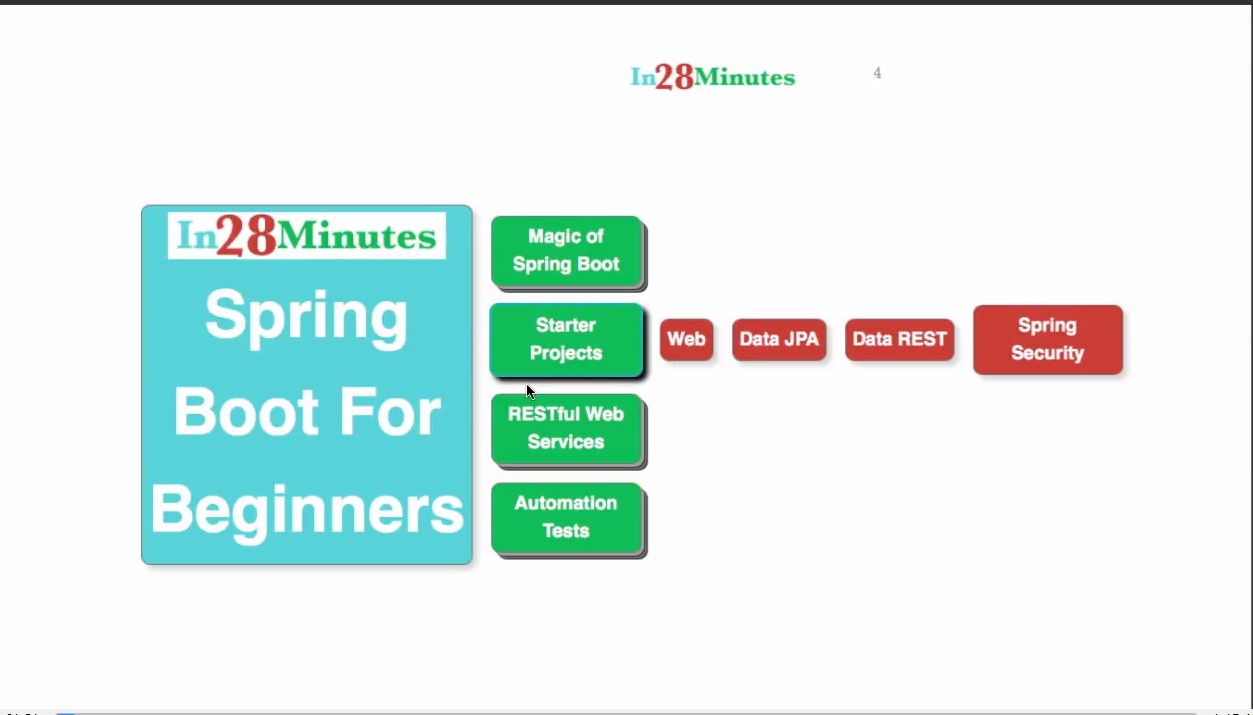 In28Minutes 4
In28Minutes
Spring
Boot For
Beginners
Magic of
Spring Boot
Starter
Projects
Web
Data JPA
Data REST
Spring
Security
RESTful Web
Services
Automation
Tests